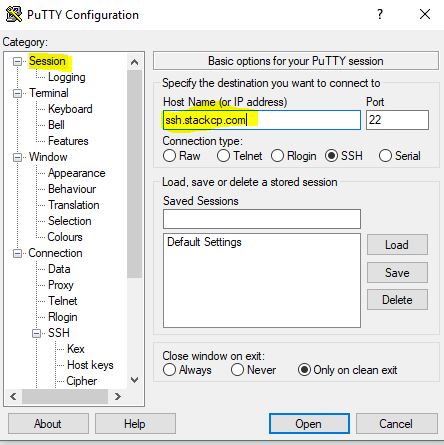 PuTTY Configuration
Category:
Session
Logging
Terminal
Keyboard
Bell
Features
Window
Appearance
Behaviour
Translation
Selection
Colours
Connection
Data
Proxy
Telnet
Rlogin
SSH
Kex
Host keys
Cipher
Basic options for your PuTTY session
Specify the destination you want to connect to
Host Name (or IP address) Port
ssh.stackcp.com 22
Connection type:
Raw Telnet Rlogin SSH Serial
Load, save or delete a stored session
Saved Sessions
Default Settings
Load
Save
Delete
Close window on exit:
Always Never Only on clean exit
About Help Open Cancel